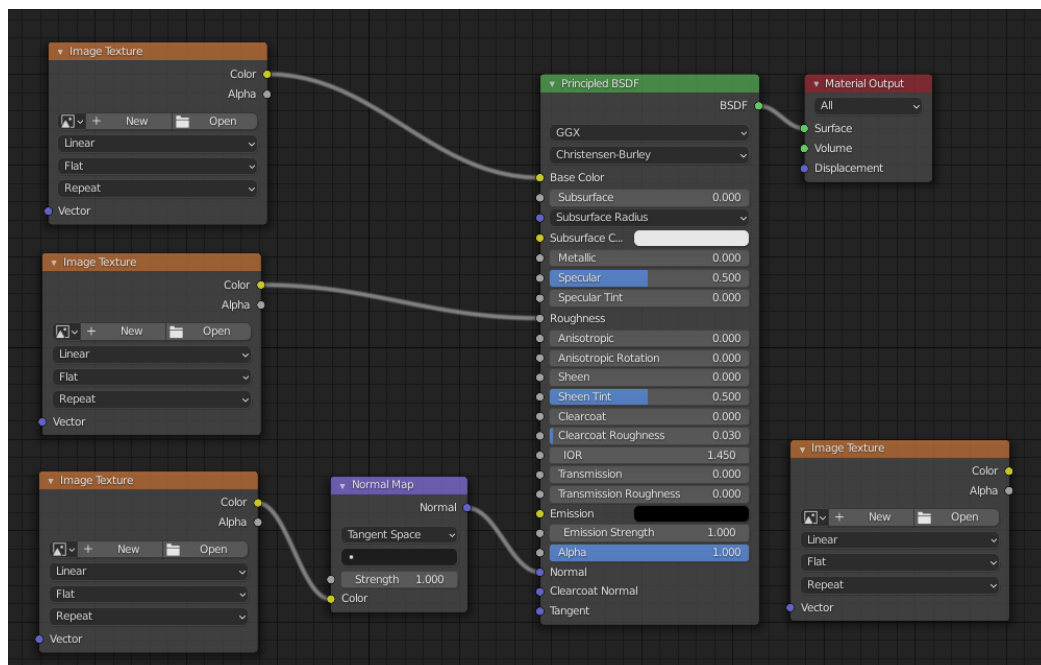 Image Texture
Color
Alpha
New Open
Linear
Flat
Repeat
Vector
Image Texture
Color
Alpha
New Open
Linear
Flat
Repeat
Vector
Image Texture
Color
Alpha
New Open
Linear
Flat
Repeat
Vector
Normal Map
Normal
Tangent Space
Strength 1.000
Color
Principled BSDF
BSDF
GGX
Christensen-Burley
Base Color
Subsurface 0.000
Subsurface Radius
Subsurface C...
Metallic 0.000
Specular 0.500
Specular Tint 0.000
Roughness
Anisotropic 0.000
Anisotropic Rotation 0.000
Sheen 0.000
Sheen Tint 0.500
Clearcoat 0.000
Clearcoat Roughness 0.030
IOR 1.450
Transmission 0.000
Transmission Roughness 0.000
Emission
Emission Strength 1.000
Alpha 1.000
Normal
Clearcoat Normal
Tangent
Material Output
All
Surface
Volume
Displacement
Image Texture
Color
Alpha
New Open
Linear
Flat
Repeat
Vector